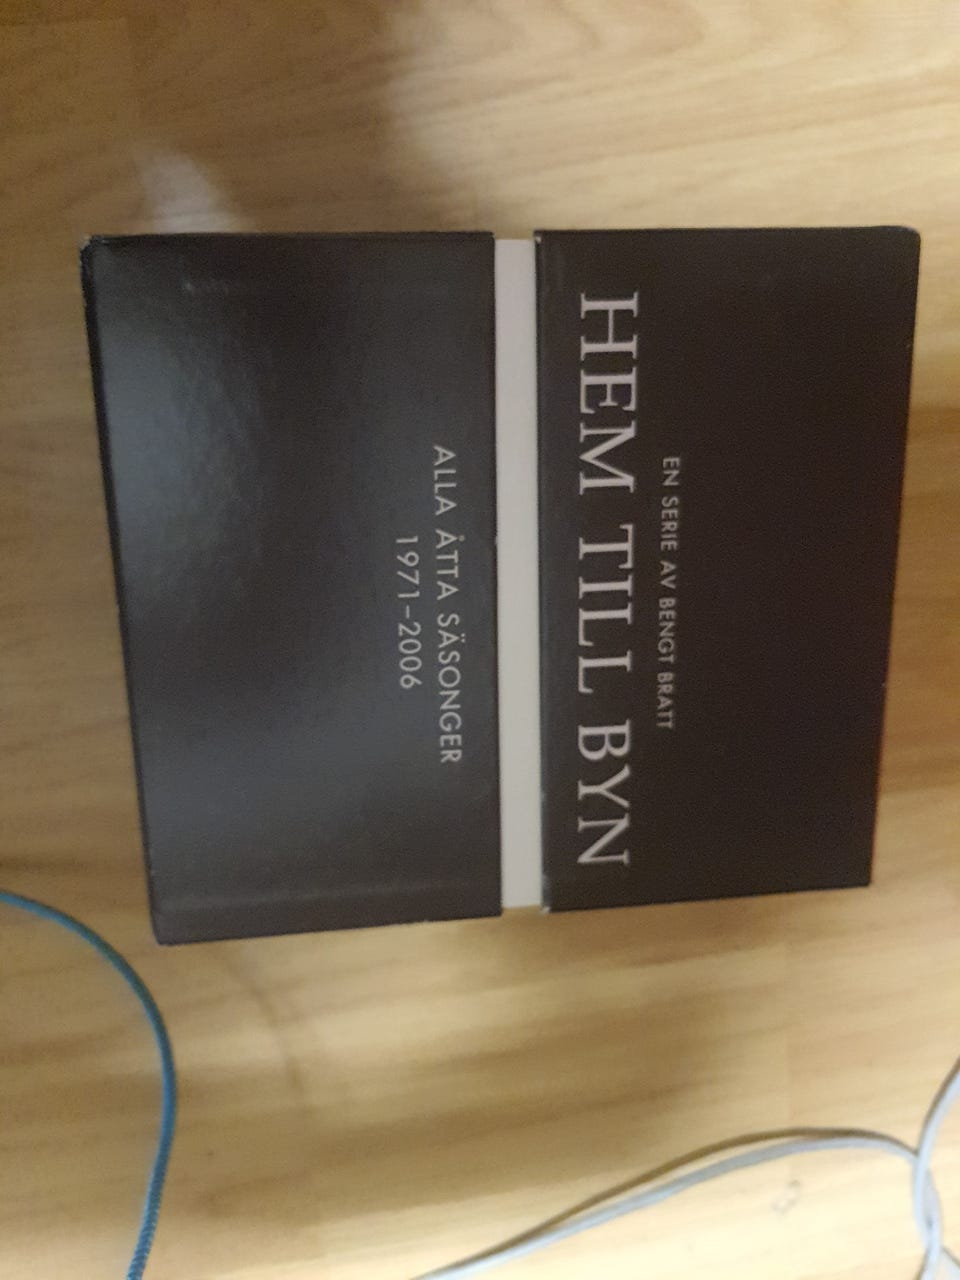 EN SERIE AV BENGT BRATT
HEM TILL BYN
ALLA ÅTTA SÄSONGER
1971–2006